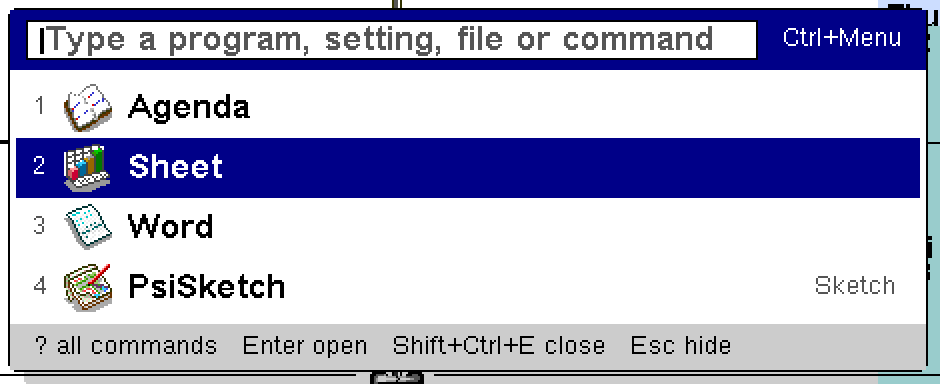 Type a program, setting, file or command Ctrl+Menu
1 Agenda
2 Sheet
3 Word
4 PsiSketch Sketch
? all commands Enter open Shift+Ctrl+E close Esc hide